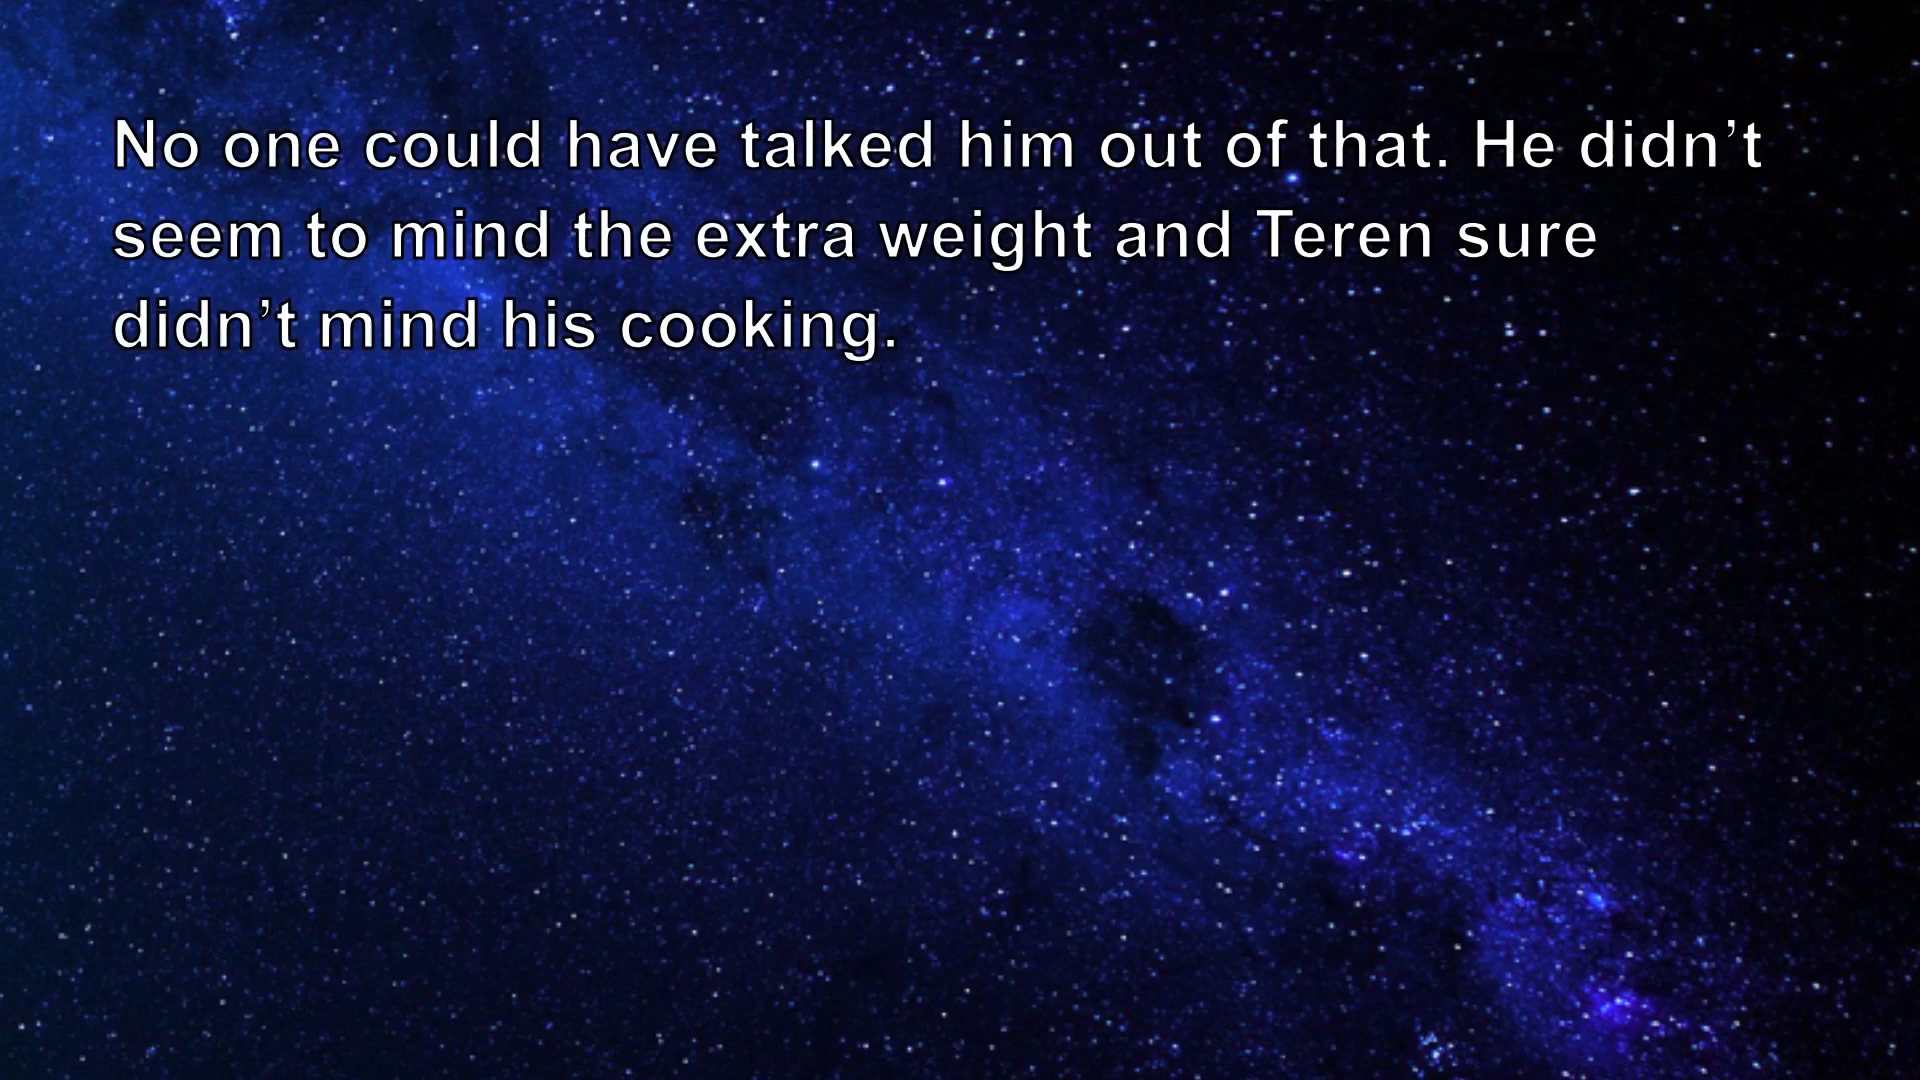 No one could have talked him out of that. He didn’t
seem to mind the extra weight and Teren sure
didn’t mind his cooking.